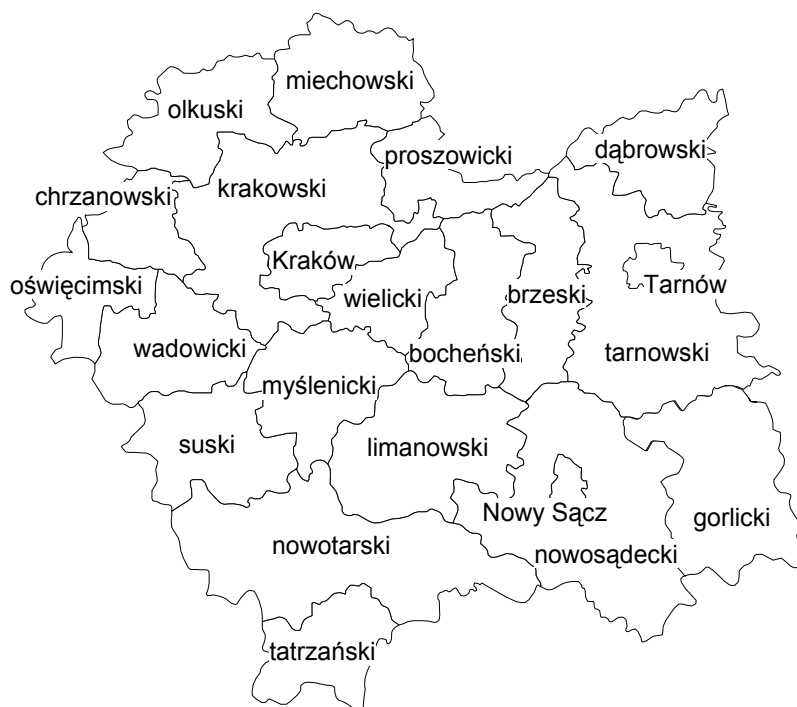 miechowski
olkuski
dąbrowski
proszowicki
krakowski
chrzanowski
Kraków
oświęcimski
wielicki
brzeski
Tarnów
wadowicki
bocheński
tarnowski
myślenicki
suski
limanowski
Nowy Sącz
gorlicki
nowotarski
nowosądecki
tatrzański